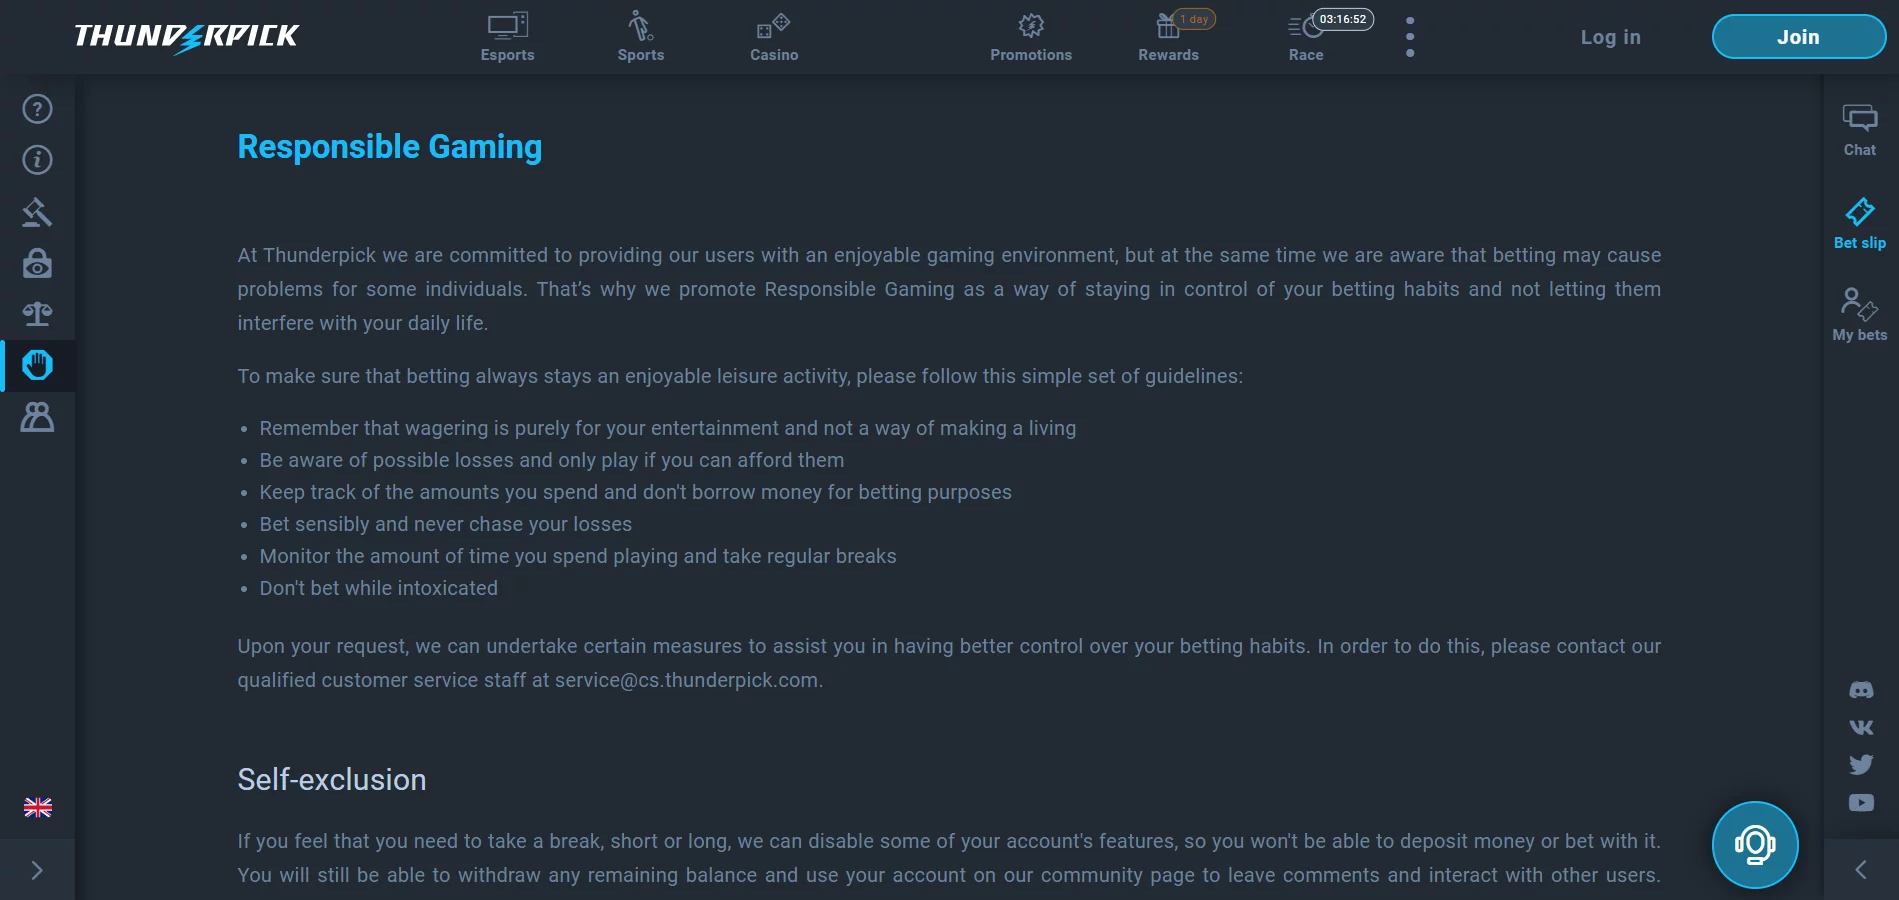 THUNDERPICK
Esports
Sports
Casino
Promotions
1 day
Rewards
03:16:52
Race
Log in
Join
Responsible Gaming
At Thunderpick we are committed to providing our users with an enjoyable gaming environment, but at the same time we are aware that betting may cause
problems for some individuals. That’s why we promote Responsible Gaming as a way of staying in control of your betting habits and not letting them
interfere with your daily life.
To make sure that betting always stays an enjoyable leisure activity, please follow this simple set of guidelines:
• Remember that wagering is purely for your entertainment and not a way of making a living
• Be aware of possible losses and only play if you can afford them
• Keep track of the amounts you spend and don't borrow money for betting purposes
• Bet sensibly and never chase your losses
• Monitor the amount of time you spend playing and take regular breaks
• Don't bet while intoxicated
Upon your request, we can undertake certain measures to assist you in having better control over your betting habits. In order to do this, please contact our
qualified customer service staff at service@cs.thunderpick.com.
Self-exclusion
If you feel that you need to take a break, short or long, we can disable some of your account's features, so you won't be able to deposit money or bet with it.
You will still be able to withdraw any remaining balance and use your account on our community page to leave comments and interact with other users.
Chat
Bet slip
My bets